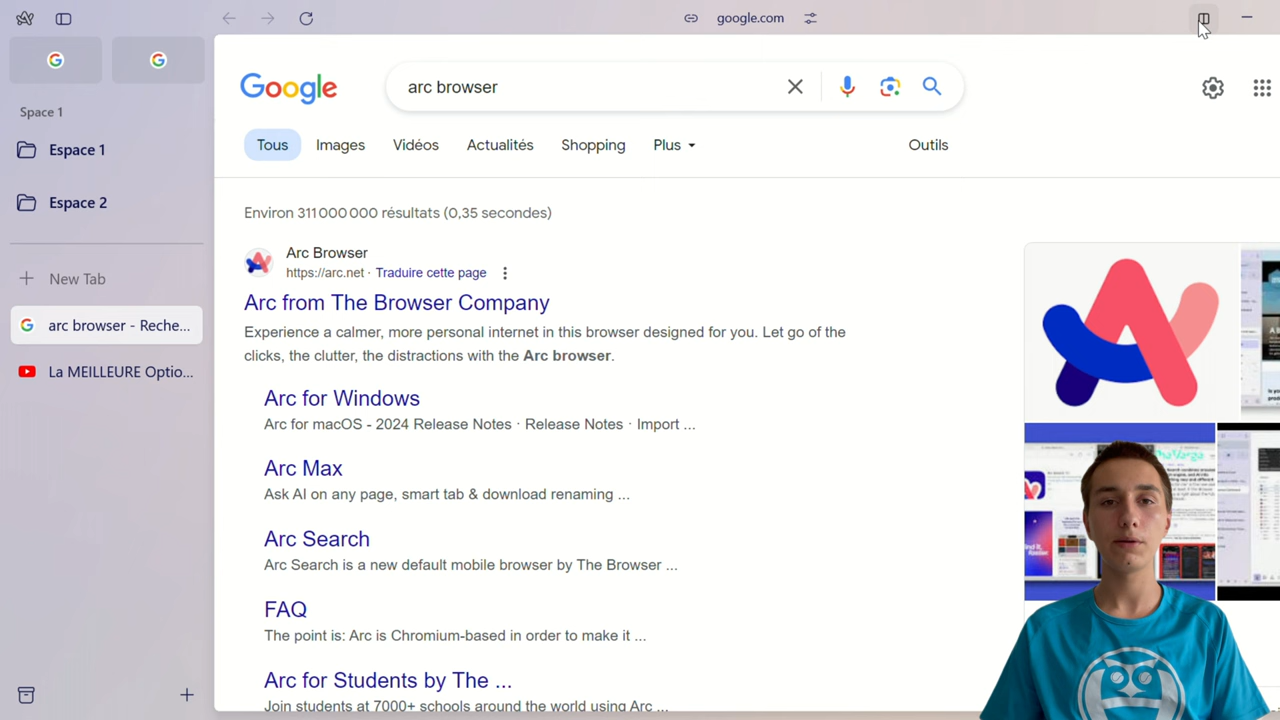 google.com
Space 1
Espace 1
Espace 2
New Tab
arc browser - Reche...
La MEILLEURE Optio...
Google
arc browser
Tous
Images
Vidéos
Actualités
Shopping
Plus
Outils
Environ 311 000 000 résultats (0,35 secondes)
Arc Browser
https://arc.net · Traduire cette page
Arc from The Browser Company
Experience a calmer, more personal internet in this browser designed for you. Let go of the
clicks, the clutter, the distractions with the Arc browser.
Arc for Windows
Arc for macOS - 2024 Release Notes · Release Notes · Import ...
Arc Max
Ask AI on any page, smart tab & download renaming ...
Arc Search
Arc Search is a new default mobile browser by The Browser ...
FAQ
The point is: Arc is Chromium-based in order to make it ...
Arc for Students by The ...
Join students at 7000+ schools around the world using Arc ...